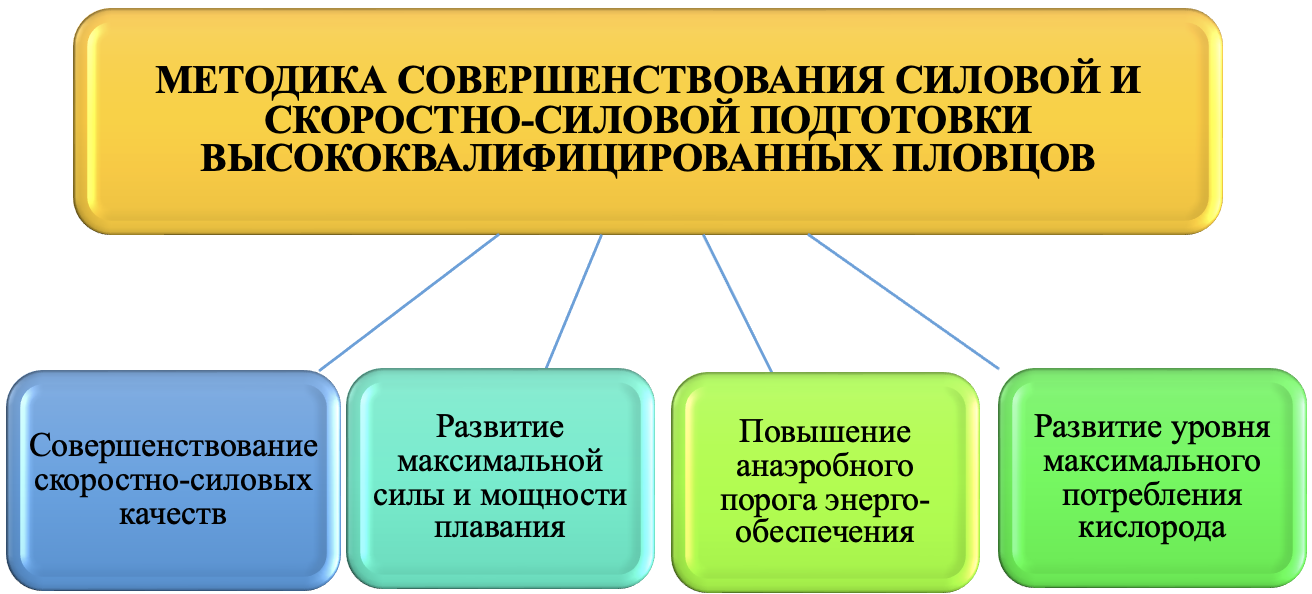 МЕТОДИКА СОВЕРШЕНСТВОВАНИЯ СИЛОВОЙ И
СКОРОСТНО-СИЛОВОЙ ПОДГОТОВКИ
ВЫСОКОКВАЛИФИЦИРОВАННЫХ ПЛОВЦОВ
Совершенствование
скоростно-силовых
качеств
Развитие
максимальной
силы и мощности
плавания
Повышение
анаэробного
порога энерго-
обеспечения
Развитие уровня
максимального
потребления
кислорода